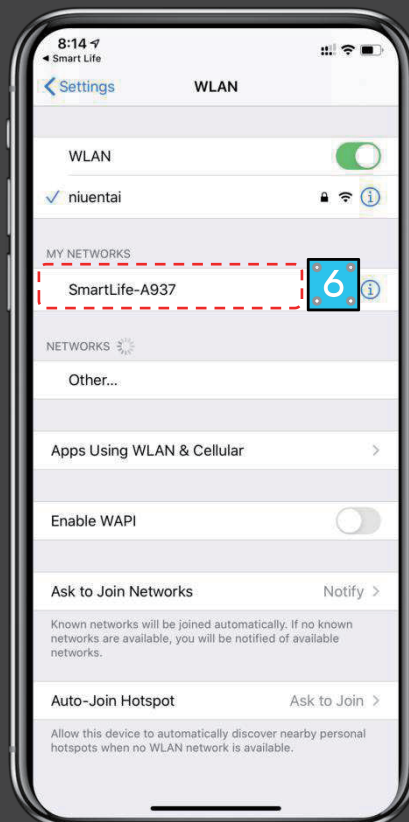 8:14
◀ Smart Life
Settings
WLAN
WLAN
niuentai
MY NETWORKS
SmartLife-A937
6
NETWORKS
Other...
Apps Using WLAN & Cellular
Enable WAPI
Ask to Join Networks
Notify
Known networks will be joined automatically. If no known
networks are available, you will be notified of available
networks.
Auto-Join Hotspot
Ask to Join
Allow this device to automatically discover nearby personal
hotspots when no WLAN network is available.